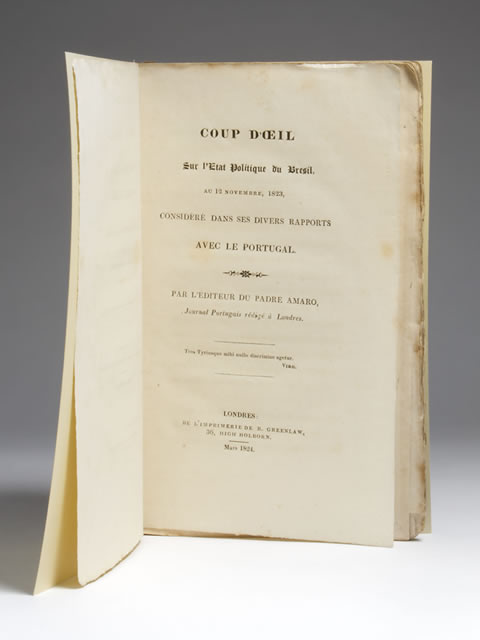 COUP D'ŒIL
Sur l'Etat Politique du Bresil,
AU 12 NOVEMBRE, 1823,
CONSIDÉRÉ DANS SES DIVERS RAPPORTS
AVEC LE PORTUGAL.
PAR L'ÉDITEUR DU PADRE AMARO,
Journal Portugais rédigé à Londres.
Tros Tyriusque mihi nullo discrimine agetur.
VIRG.
LONDRES:
DE L'IMPRIMERIE DE R. GREENLAW,
36, HIGH HOLBORN.
Mars 1824.